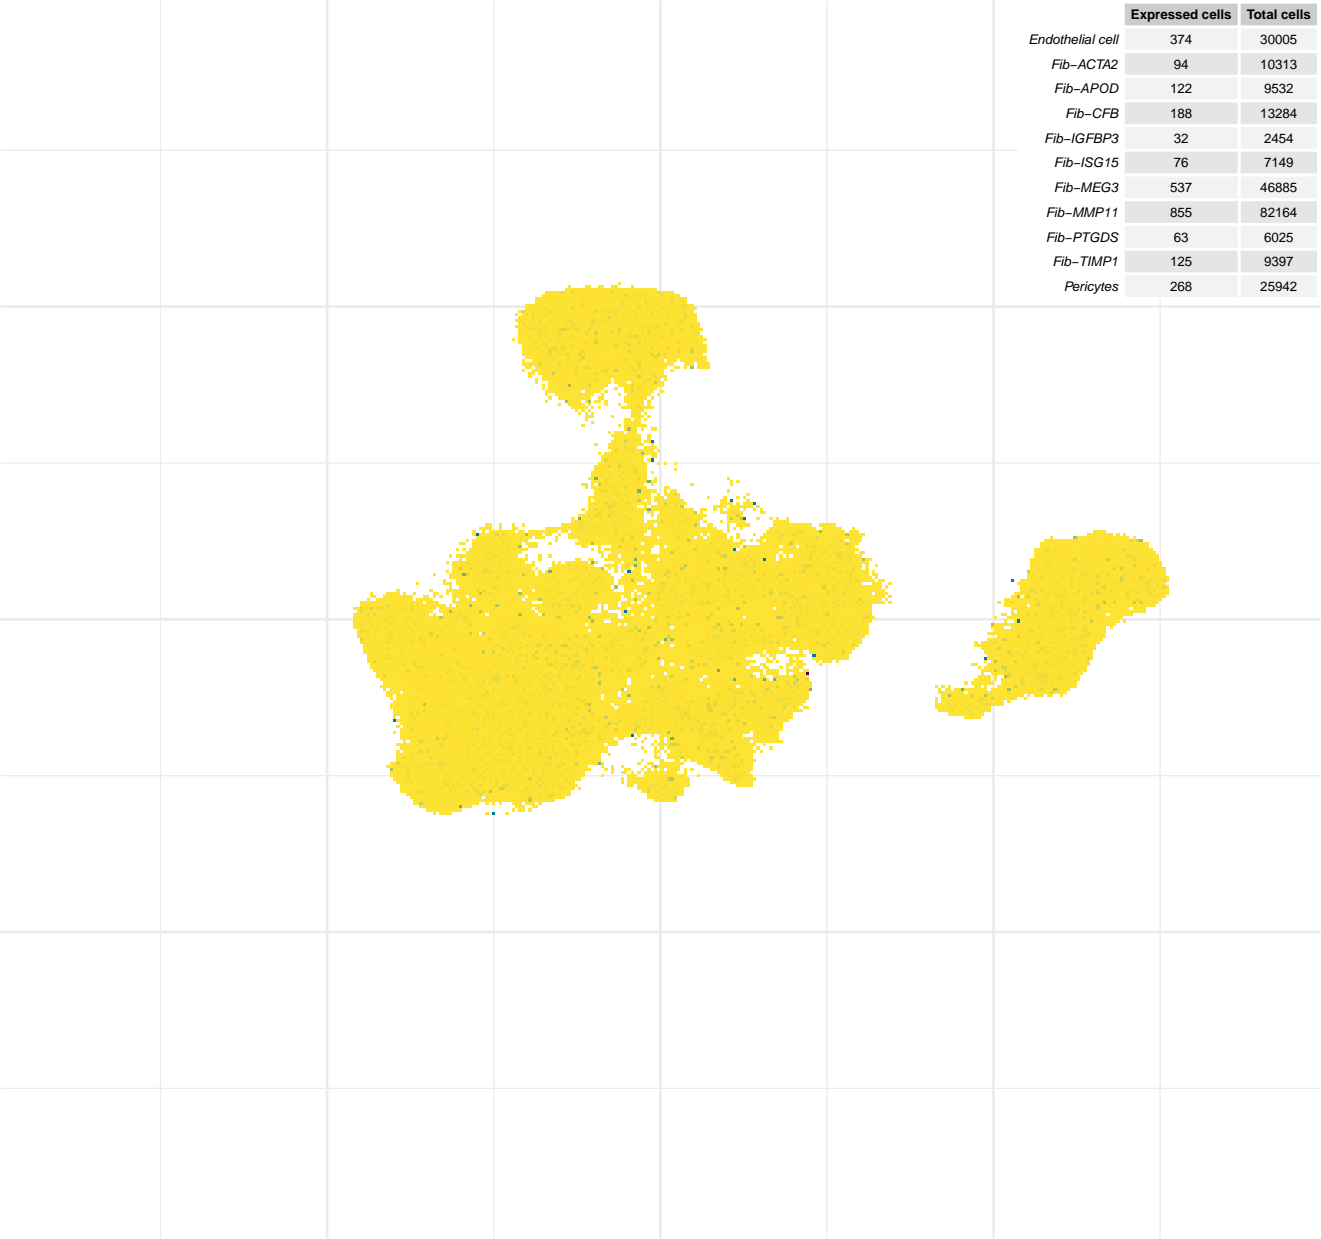 Expressed cells Total cells
Endothelial cell 374 30005
Fib−ACTA2 94 10313
Fib−APOD 122 9532
Fib−CFB 188 13284
Fib−IGFBP3 32 2454
Fib−ISG15 76 7149
Fib−MEG3 537 46885
Fib−MMP11 855 82164
Fib−PTGDS 63 6025
Fib−TIMP1 125 9397
Pericytes 268 25942